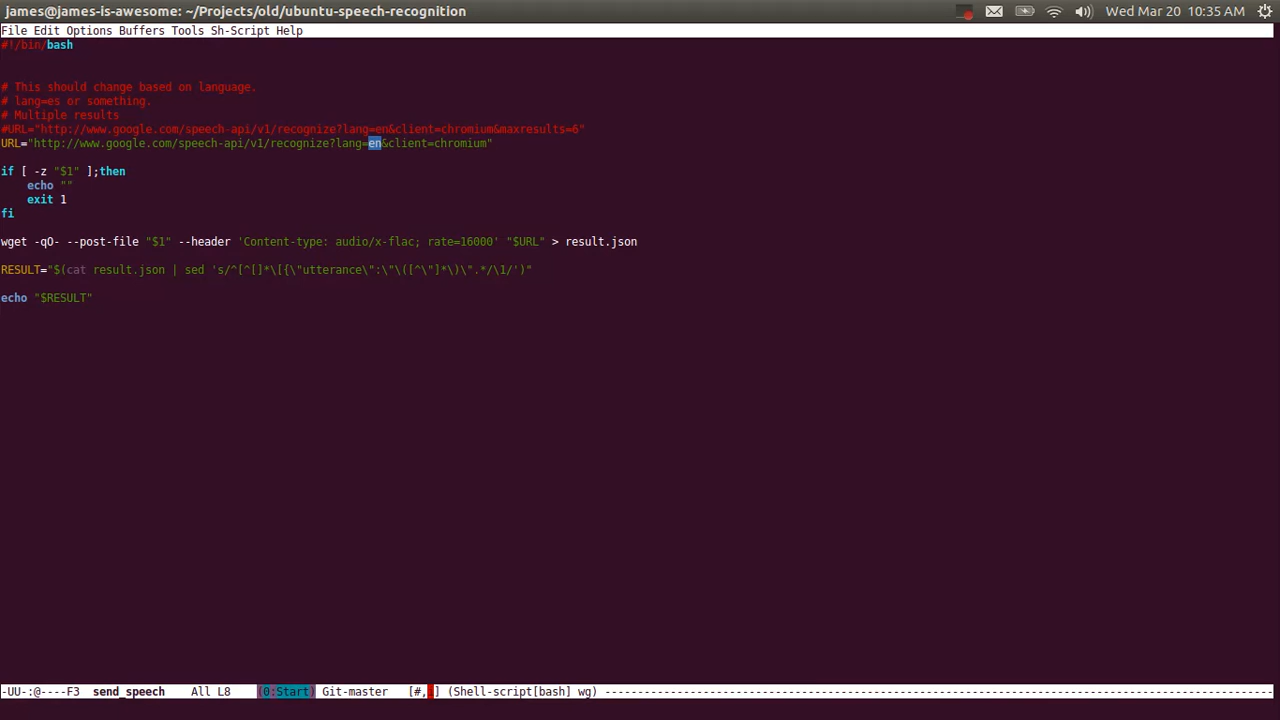 james@james-is-awesome: ~/Projects/old/ubuntu-speech-recognition
Wed Mar 20 10:35 AM
File Edit Options Buffers Tools Sh-Script Help
#!/bin/bash
# This should change based on language.
# lang=es or something.
# Multiple results
#URL="http://www.google.com/speech-api/v1/recognize?lang=en&client=chromium&maxresults=6"
URL="http://www.google.com/speech-api/v1/recognize?lang=en&client=chromium"
if [ -z "$1" ];then
    echo ""
    exit 1
fi
wget -qO- --post-file "$1" --header 'Content-type: audio/x-flac; rate=16000' "$URL" > result.json
RESULT="$(cat result.json | sed 's/^[^[]*\[{\"utterance\":\"\([^\"]*\)\".*/\1/')"
echo "$RESULT"
-UU-:@----F3  send_speech    All L8    (0:Start) Git-master   [#, ] (Shell-script[bash] wg) ----------------------------------------------------------------------